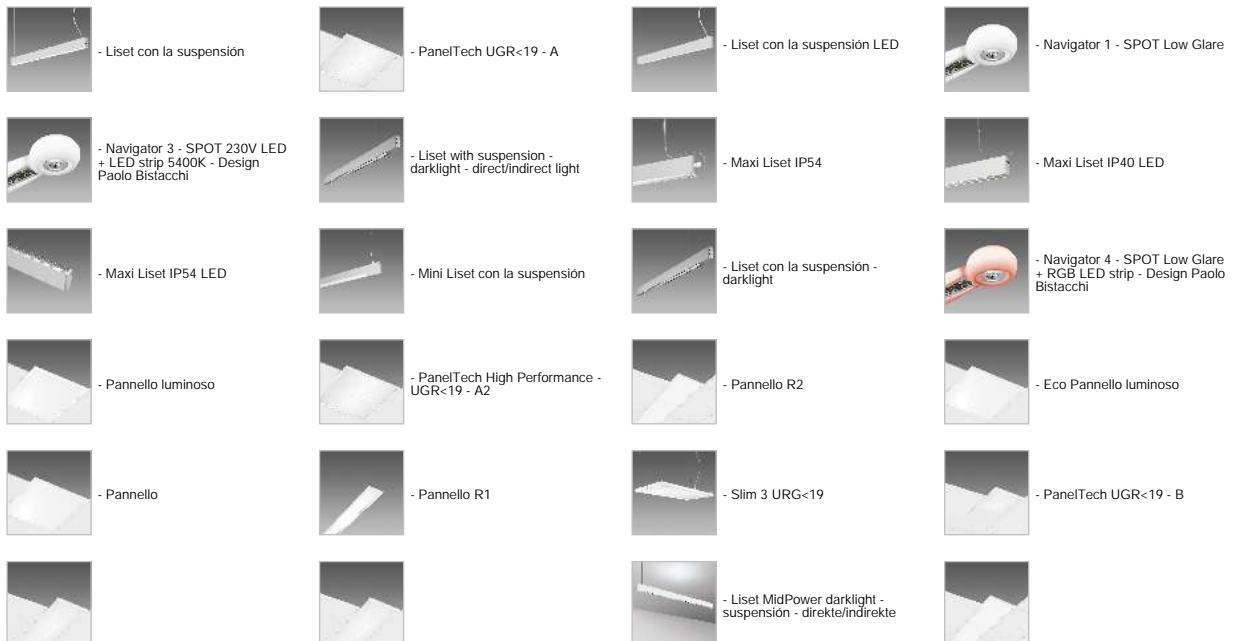 - Liset con la suspensión
- PanelTech UGR<19 - A
- Liset con la suspensión LED
- Navigator 1 - SPOT Low Glare
- Navigator 3 - SPOT 230V LED
+ LED strip 5400K - Design
Paolo Bistacchi
- Liset with suspension -
darklight - direct/indirect light
- Maxi Liset IP54
- Maxi Liset IP40 LED
- Maxi Liset IP54 LED
- Mini Liset con la suspensión
- Liset con la suspensión -
darklight
- Navigator 4 - SPOT Low Glare
+ RGB LED strip - Design Paolo
Bistacchi
- Pannello luminoso
- PanelTech High Performance -
UGR<19 - A2
- Pannello R2
- Eco Pannello luminoso
- Pannello
- Pannello R1
- Slim 3 URG<19
- PanelTech UGR<19 - B
- Liset MidPower darklight -
suspensión - direkte/indirekte